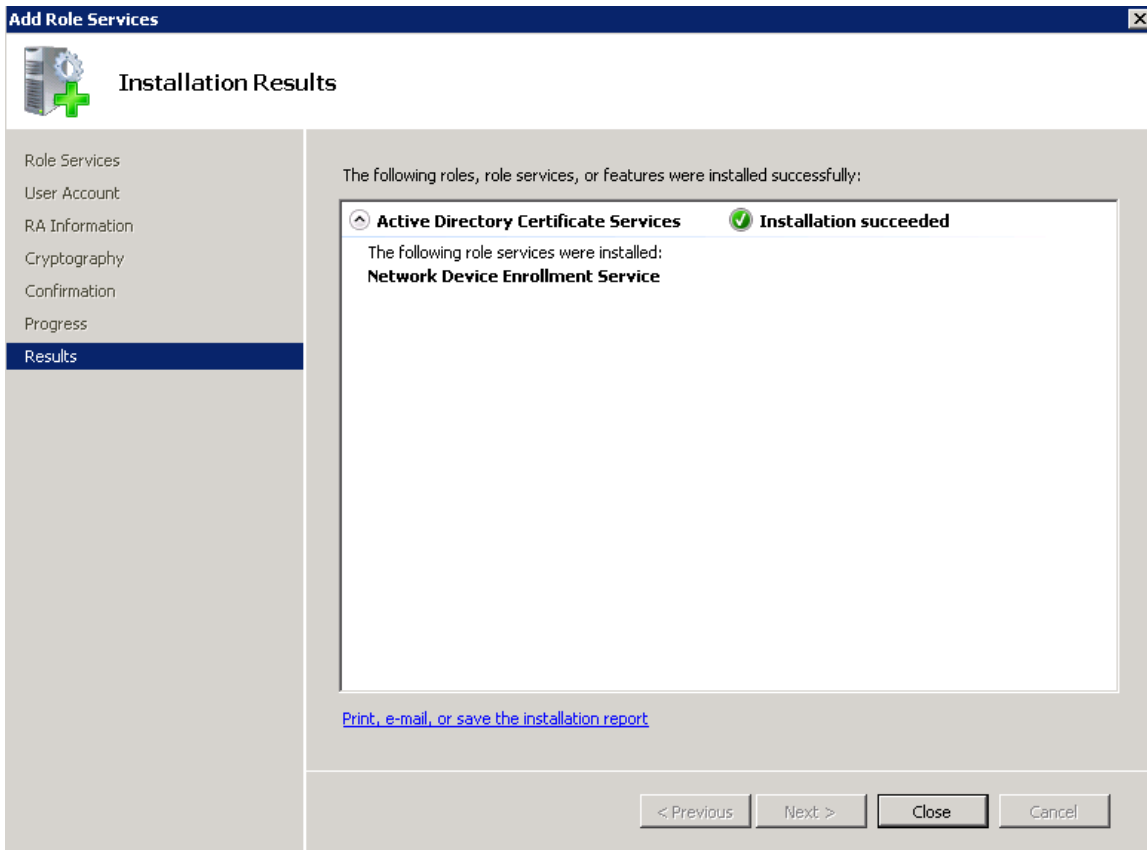 Add Role Services
Installation Results
Role Services
User Account
RA Information
Cryptography
Confirmation
Progress
Results
The following roles, role services, or features were installed successfully:
Active Directory Certificate Services Installation succeeded
The following role services were installed:
Network Device Enrollment Service
Print, e-mail, or save the installation report
< Previous Next > Close Cancel